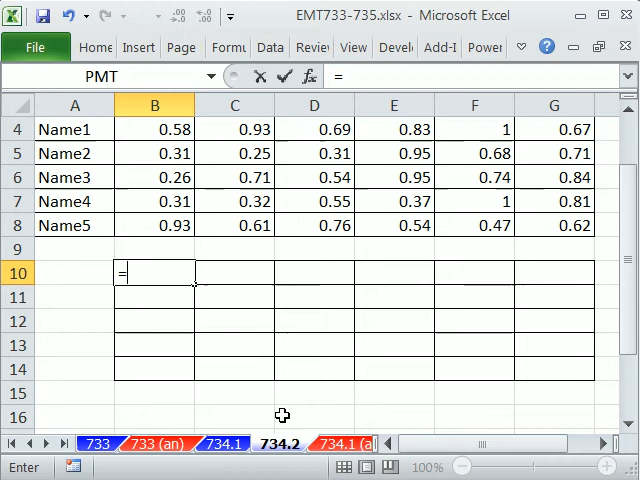 EMT733-735.xlsx - Microsoft Excel
File Home Insert Page Formu Data Reviev View Develo Add-I Power
PMT fx =
A B C D E F G
4 Name1 0.58 0.93 0.69 0.83 1 0.67
5 Name2 0.31 0.25 0.31 0.95 0.68 0.71
6 Name3 0.26 0.71 0.54 0.95 0.74 0.84
7 Name4 0.31 0.32 0.55 0.37 1 0.81
8 Name5 0.93 0.61 0.76 0.54 0.47 0.62
9
10 =
11
12
13
14
15
16
733 733 (an) 734.1 734.2 734.1 (a
Enter 100%